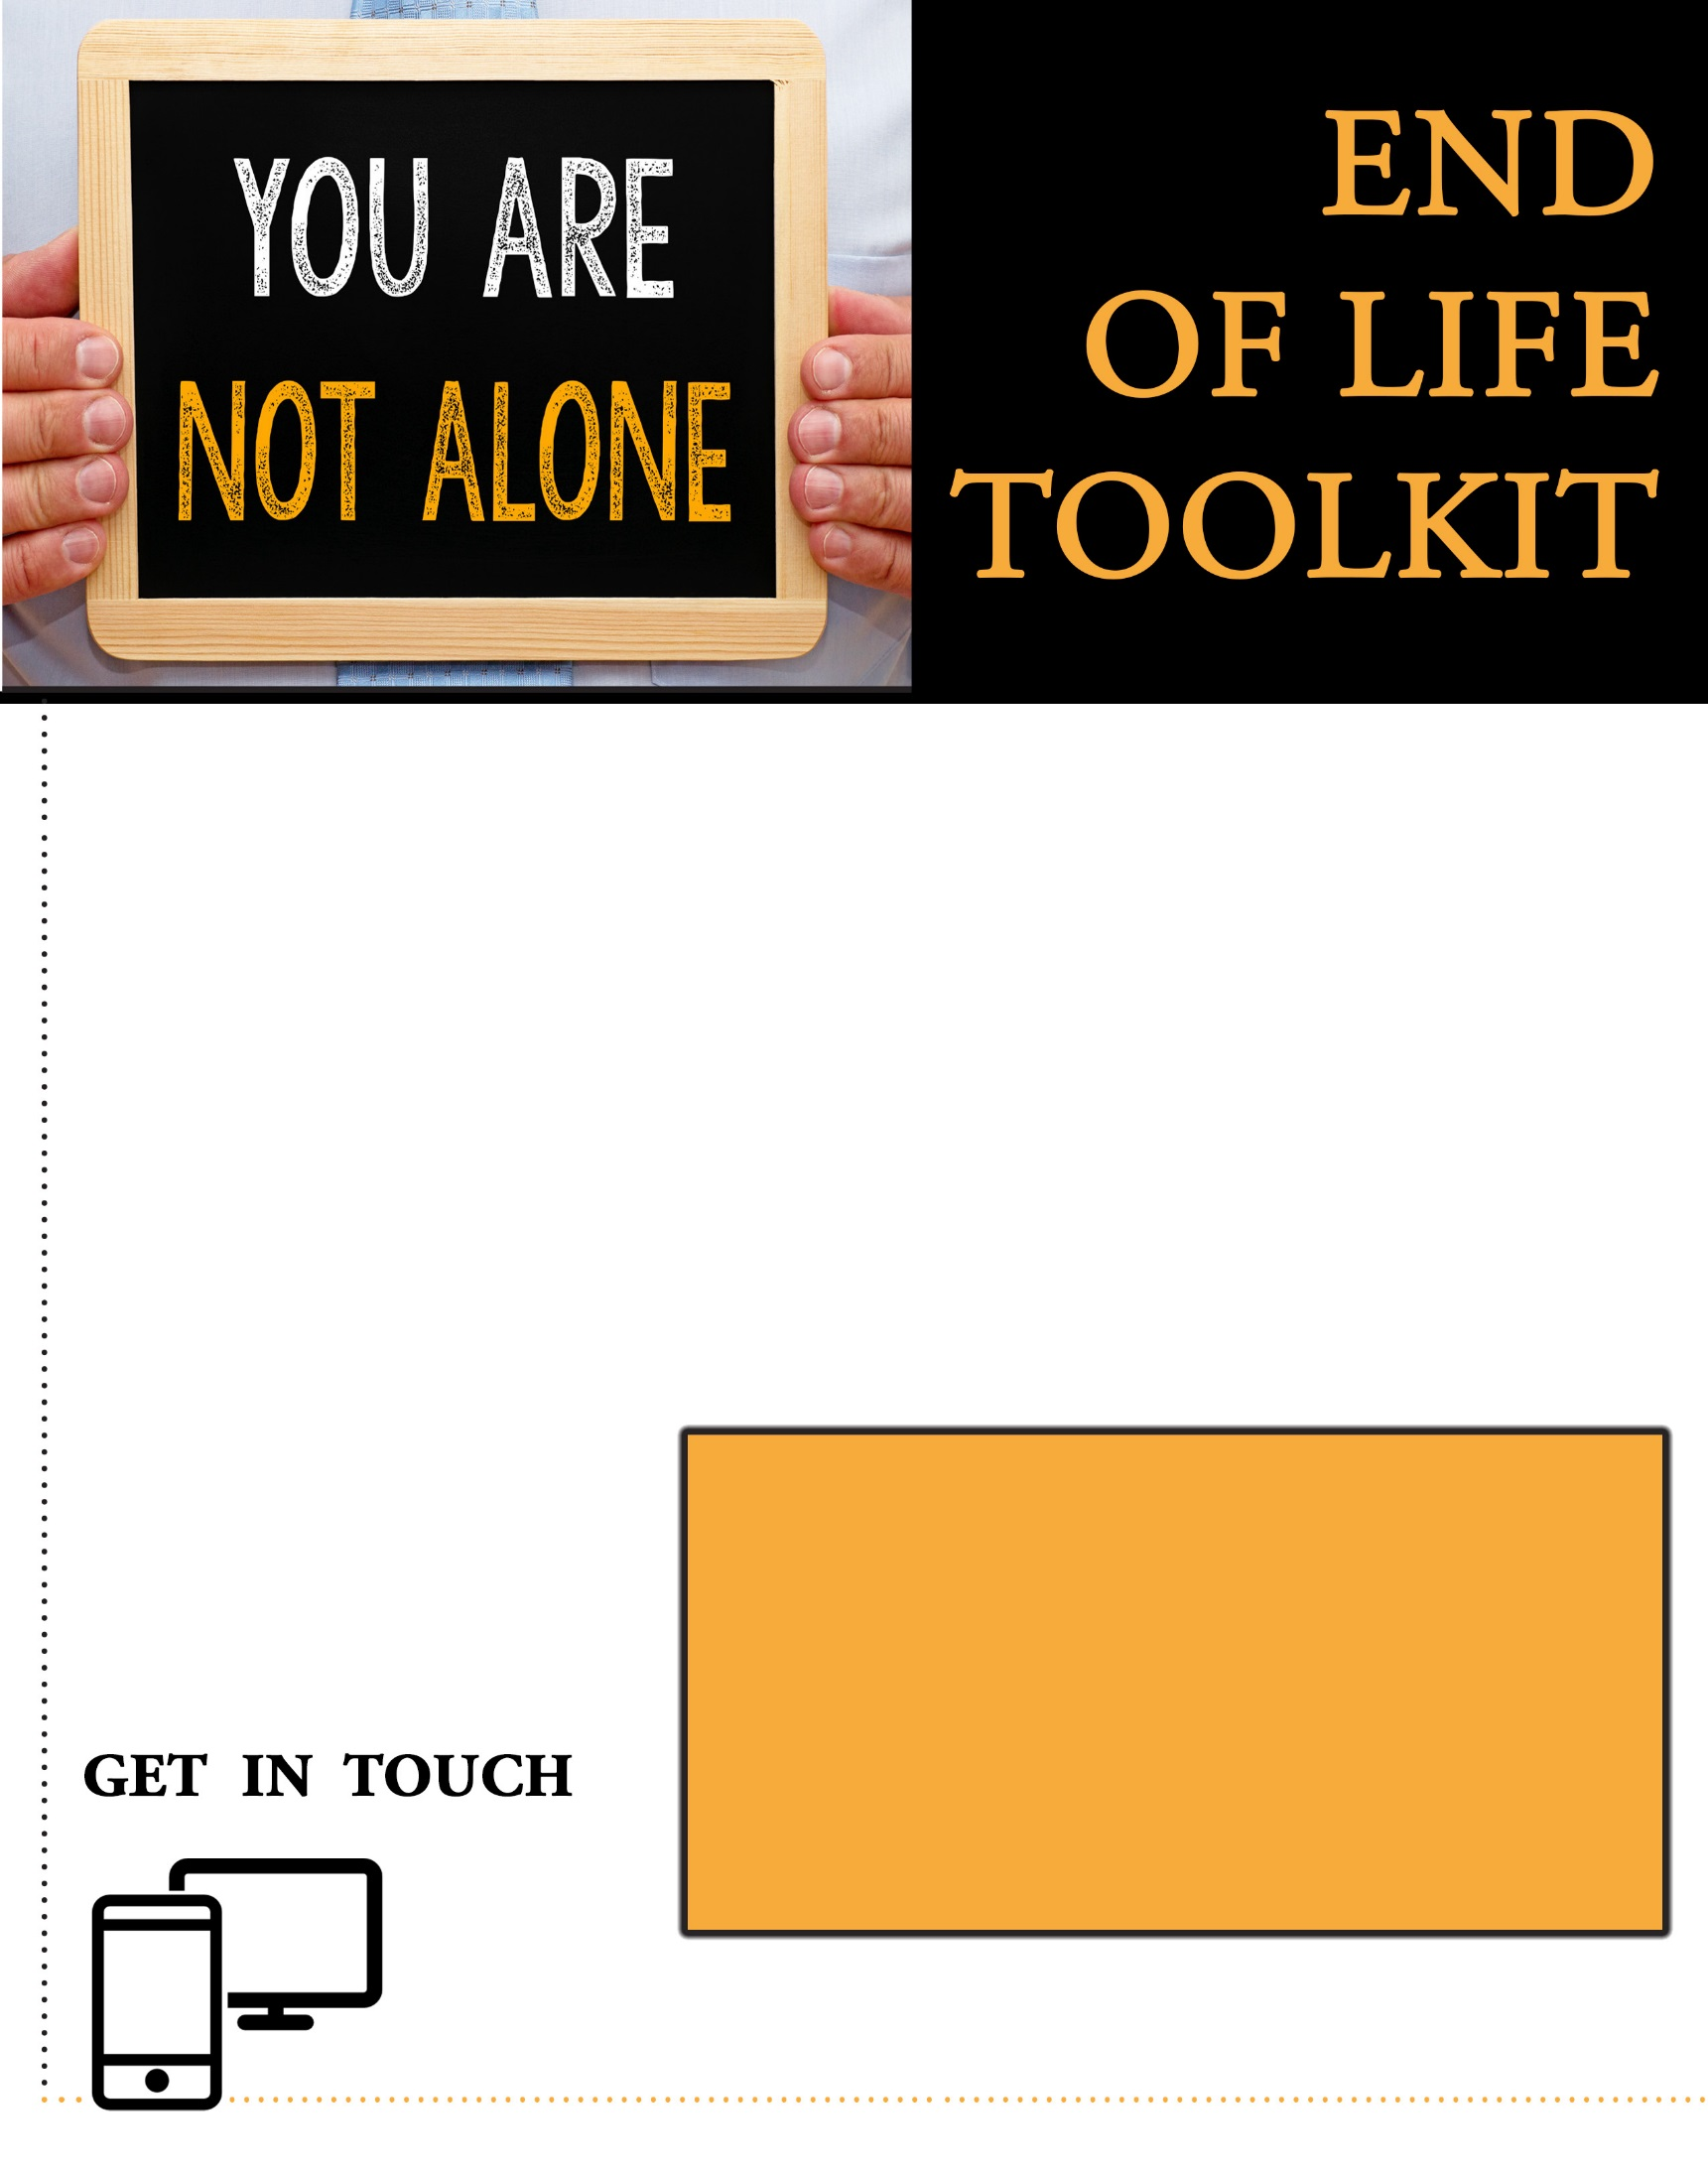 YOU ARE
NOT ALONE
END
OF LIFE
TOOLKIT
GET IN TOUCH